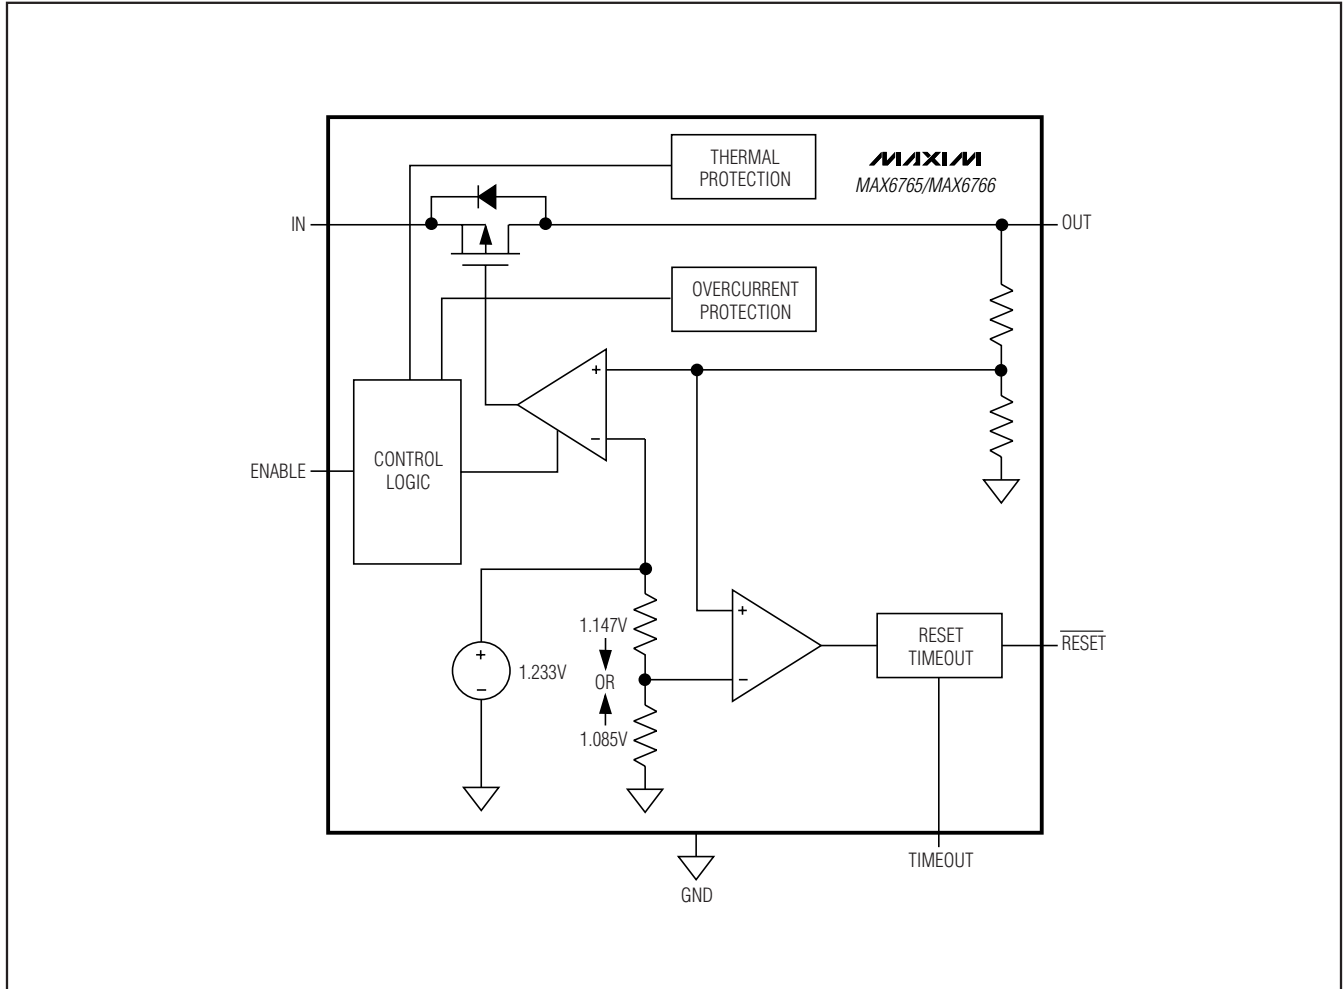 THERMAL
PROTECTION
MAXIM
MAX6765/MAX6766
IN
OUT
OVERCURRENT
PROTECTION
+
−
ENABLE
CONTROL
LOGIC
1.147V
+
RESET
TIMEOUT
RESET
+
−
1.233V
OR
−
1.085V
TIMEOUT
GND